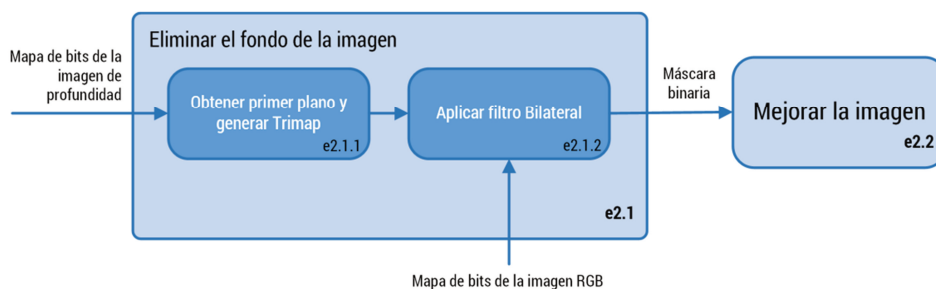 Eliminar el fondo de la imagen
Mapa de bits de la
imagen de
profundidad
Obtener primer plano y
generar Trimap
e2.1.1
Aplicar filtro Bilateral
e2.1.2
e2.1
Máscara
binaria
Mejorar la imagen
e2.2
Mapa de bits de la imagen RGB